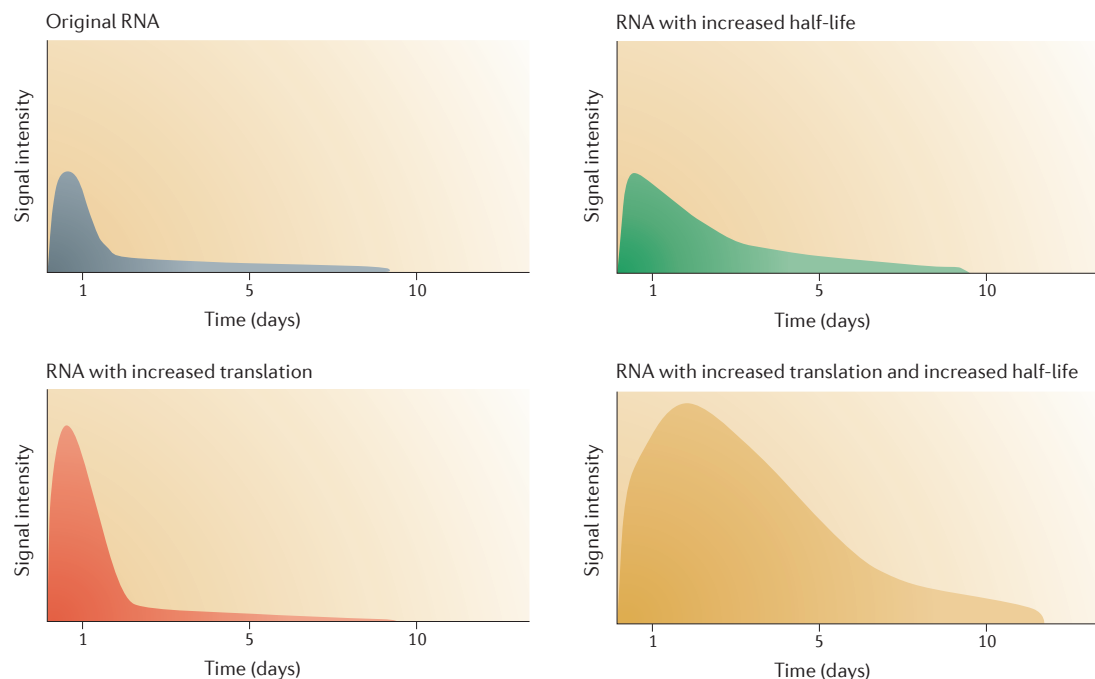 Original RNA
Signal intensity
1 5 10
Time (days)
RNA with increased half-life
Signal intensity
1 5 10
Time (days)
RNA with increased translation
Signal intensity
1 5 10
Time (days)
RNA with increased translation and increased half-life
Signal intensity
1 5 10
Time (days)